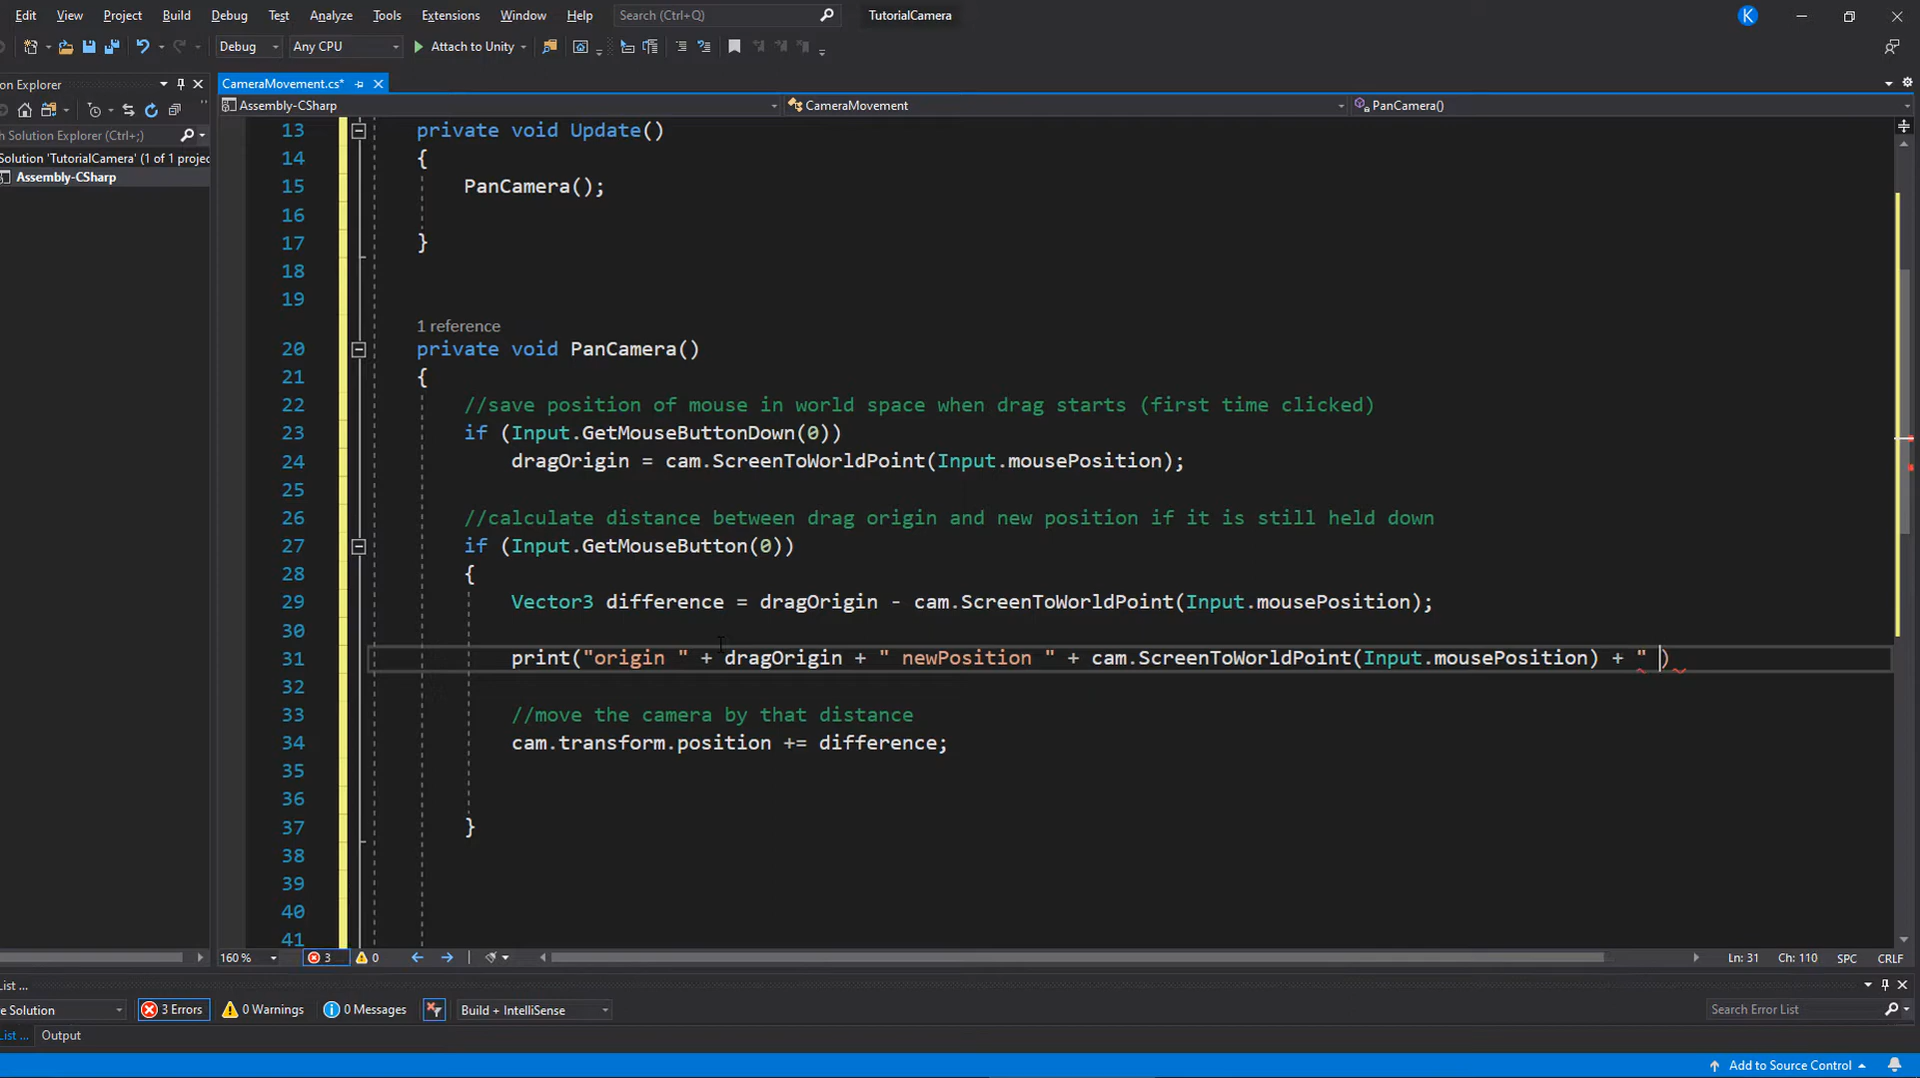 Edit View Project Build Debug Test Analyze Tools Extensions Window Help Search (Ctrl+Q) TutorialCamera K
Debug Any CPU Attach to Unity
on Explorer
CameraMovement.cs*
Assembly-CSharp CameraMovement PanCamera()
h Solution Explorer (Ctrl+;)
Solution 'TutorialCamera' (1 of 1 projec
Assembly-CSharp
13 private void Update()
14 {
15 PanCamera();
16
17 }
18
19
1 reference
20 private void PanCamera()
21 {
22 //save position of mouse in world space when drag starts (first time clicked)
23 if (Input.GetMouseButtonDown(0))
24 dragOrigin = cam.ScreenToWorldPoint(Input.mousePosition);
25
26 //calculate distance between drag origin and new position if it is still held down
27 if (Input.GetMouseButton(0))
28 {
29 Vector3 difference = dragOrigin - cam.ScreenToWorldPoint(Input.mousePosition);
30
31 print("origin " + dragOrigin + " newPosition " + cam.ScreenToWorldPoint(Input.mousePosition) + " )
32
33 //move the camera by that distance
34 cam.transform.position += difference;
35
36
37 }
38
39
40
41
160 % 3 0 Ln: 31 Ch: 110 SPC CRLF
List ...
e Solution 3 Errors 0 Warnings 0 Messages Build + IntelliSense Search Error List
List ... Output
Add to Source Control